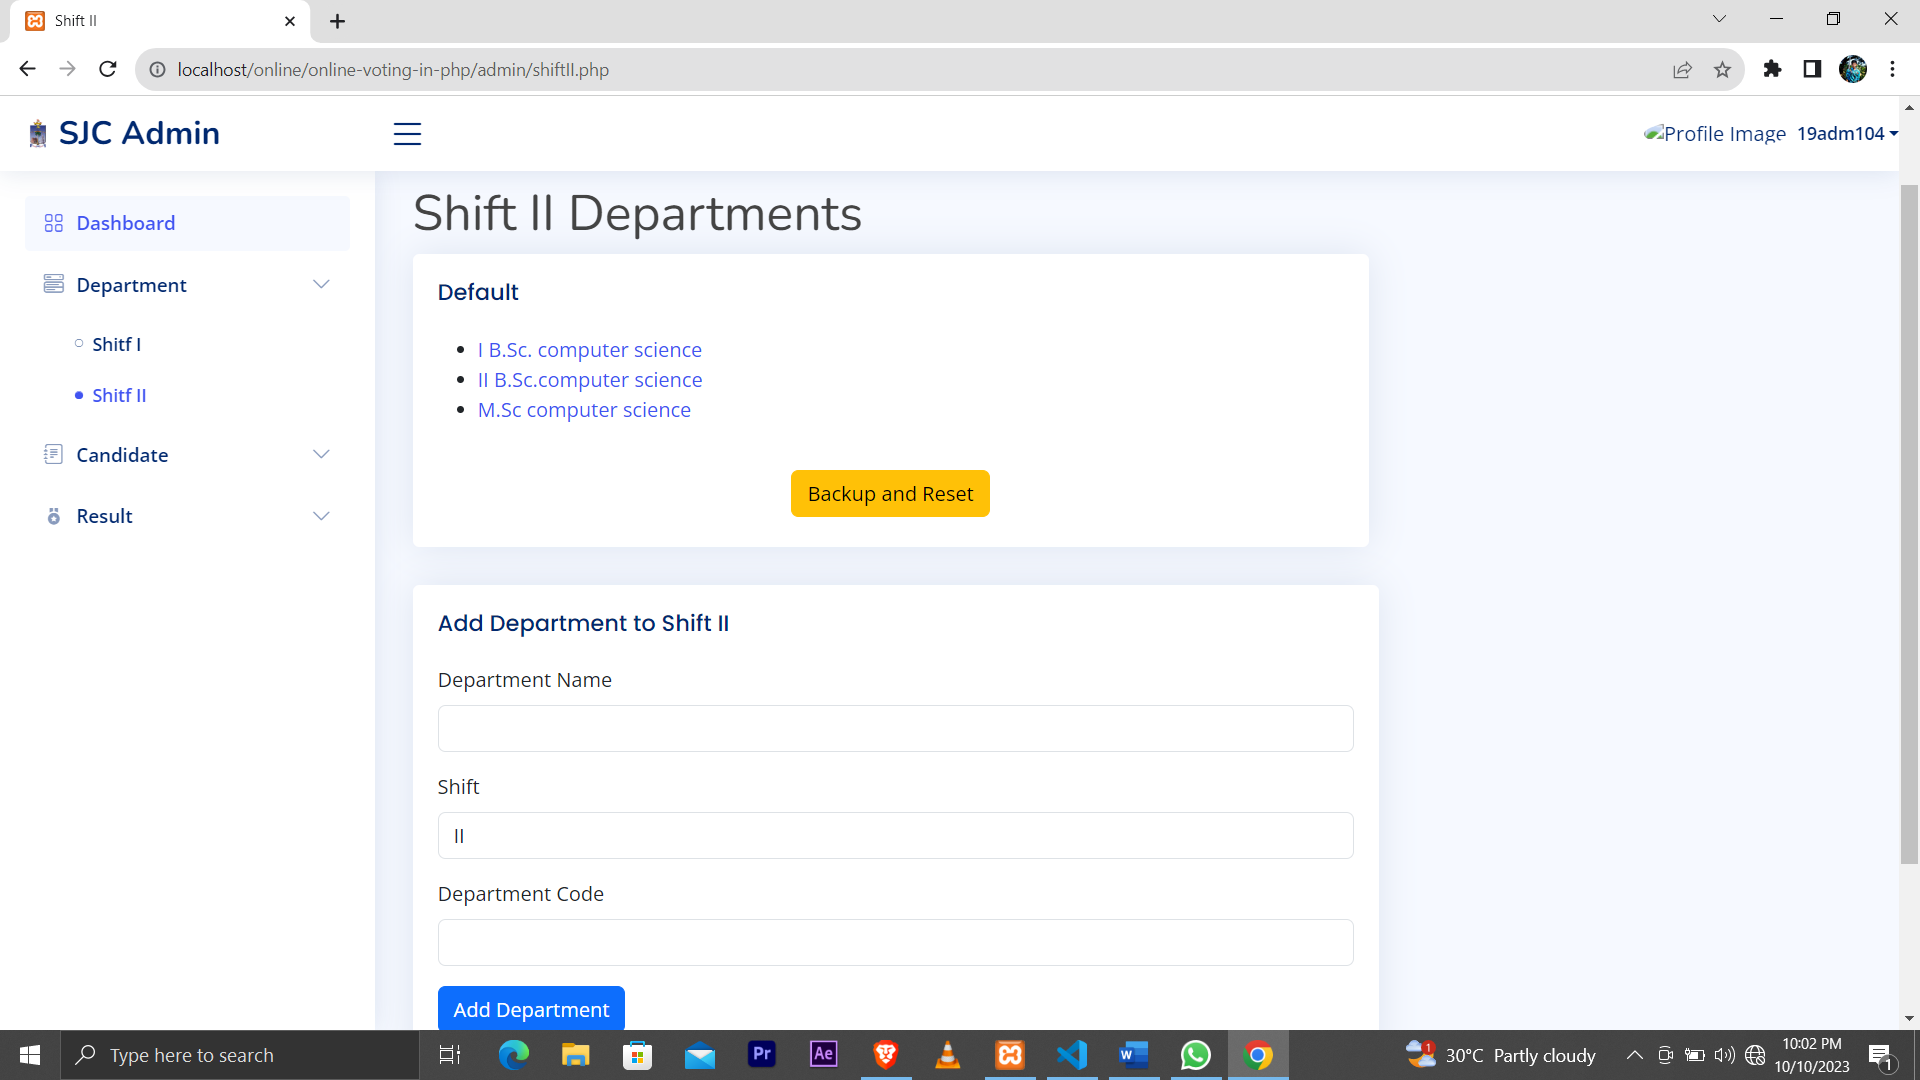 Shift II
localhost/online/online-voting-in-php/admin/shiftII.php
SJC Admin
Profile Image 19adm104
Dashboard
Department
Shitf I
Shitf II
Candidate
Result
Shift II Departments
Default
I B.Sc. computer science
II B.Sc.computer science
M.Sc computer science
Backup and Reset
Add Department to Shift II
Department Name
Shift
II
Department Code
Add Department
Type here to search
Pr
Ae
W
1
30°C Partly cloudy
10:02 PM
10/10/2023
1